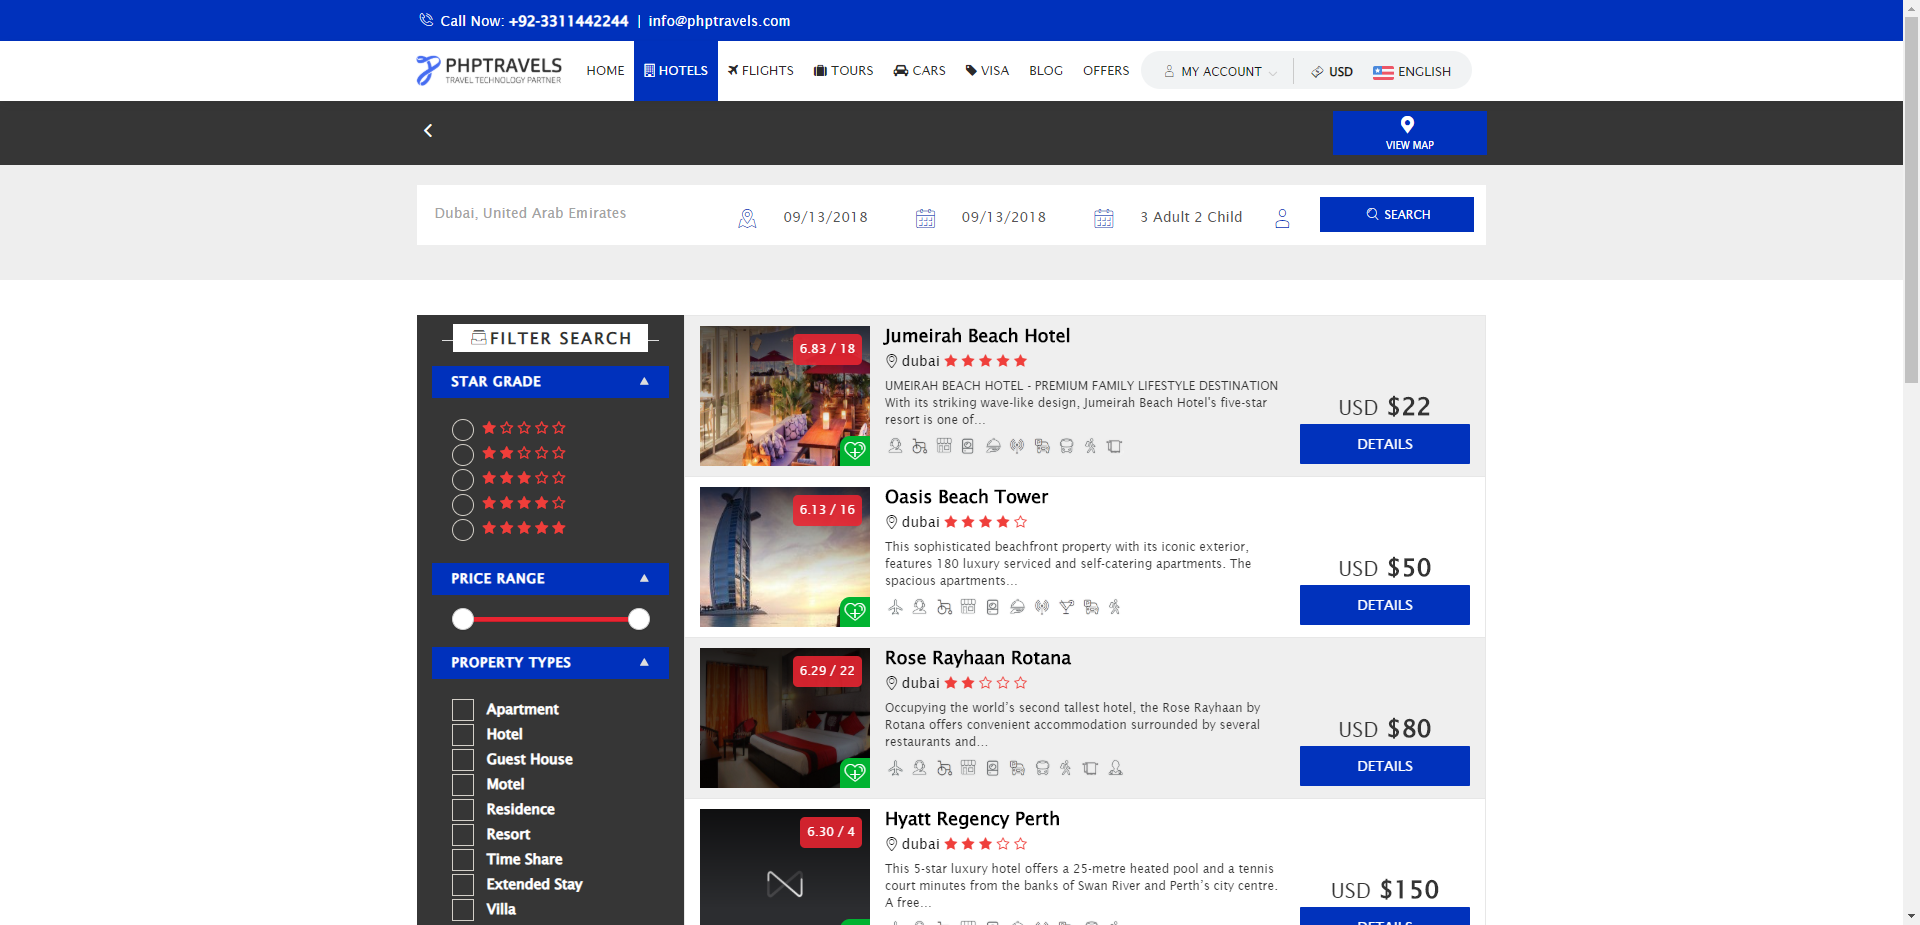 Call Now: +92-3311442244 | info@phptravels.com
PHPTRAVELS
TRAVEL TECHNOLOGY PARTNER
HOME HOTELS FLIGHTS TOURS CARS VISA BLOG OFFERS MY ACCOUNT USD ENGLISH
VIEW MAP
Dubai, United Arab Emirates 09/13/2018 09/13/2018 3 Adult 2 Child SEARCH
FILTER SEARCH
STAR GRADE
PRICE RANGE
PROPERTY TYPES
Apartment
Hotel
Guest House
Motel
Residence
Resort
Time Share
Extended Stay
Villa
6.83 / 18
Jumeirah Beach Hotel
dubai
UMEIRAH BEACH HOTEL - PREMIUM FAMILY LIFESTYLE DESTINATION
With its striking wave-like design, Jumeirah Beach Hotel's five-star
resort is one of...
USD $22
DETAILS
6.13 / 16
Oasis Beach Tower
dubai
This sophisticated beachfront property with its iconic exterior,
features 180 luxury serviced and self-catering apartments. The
spacious apartments...
USD $50
DETAILS
6.29 / 22
Rose Rayhaan Rotana
dubai
Occupying the world's second tallest hotel, the Rose Rayhaan by
Rotana offers convenient accommodation surrounded by several
restaurants and...
USD $80
DETAILS
6.30 / 4
Hyatt Regency Perth
dubai
This 5-star luxury hotel offers a 25-metre heated pool and a tennis
court minutes from the banks of Swan River and Perth's city centre.
A free...
USD $150
DETAILS